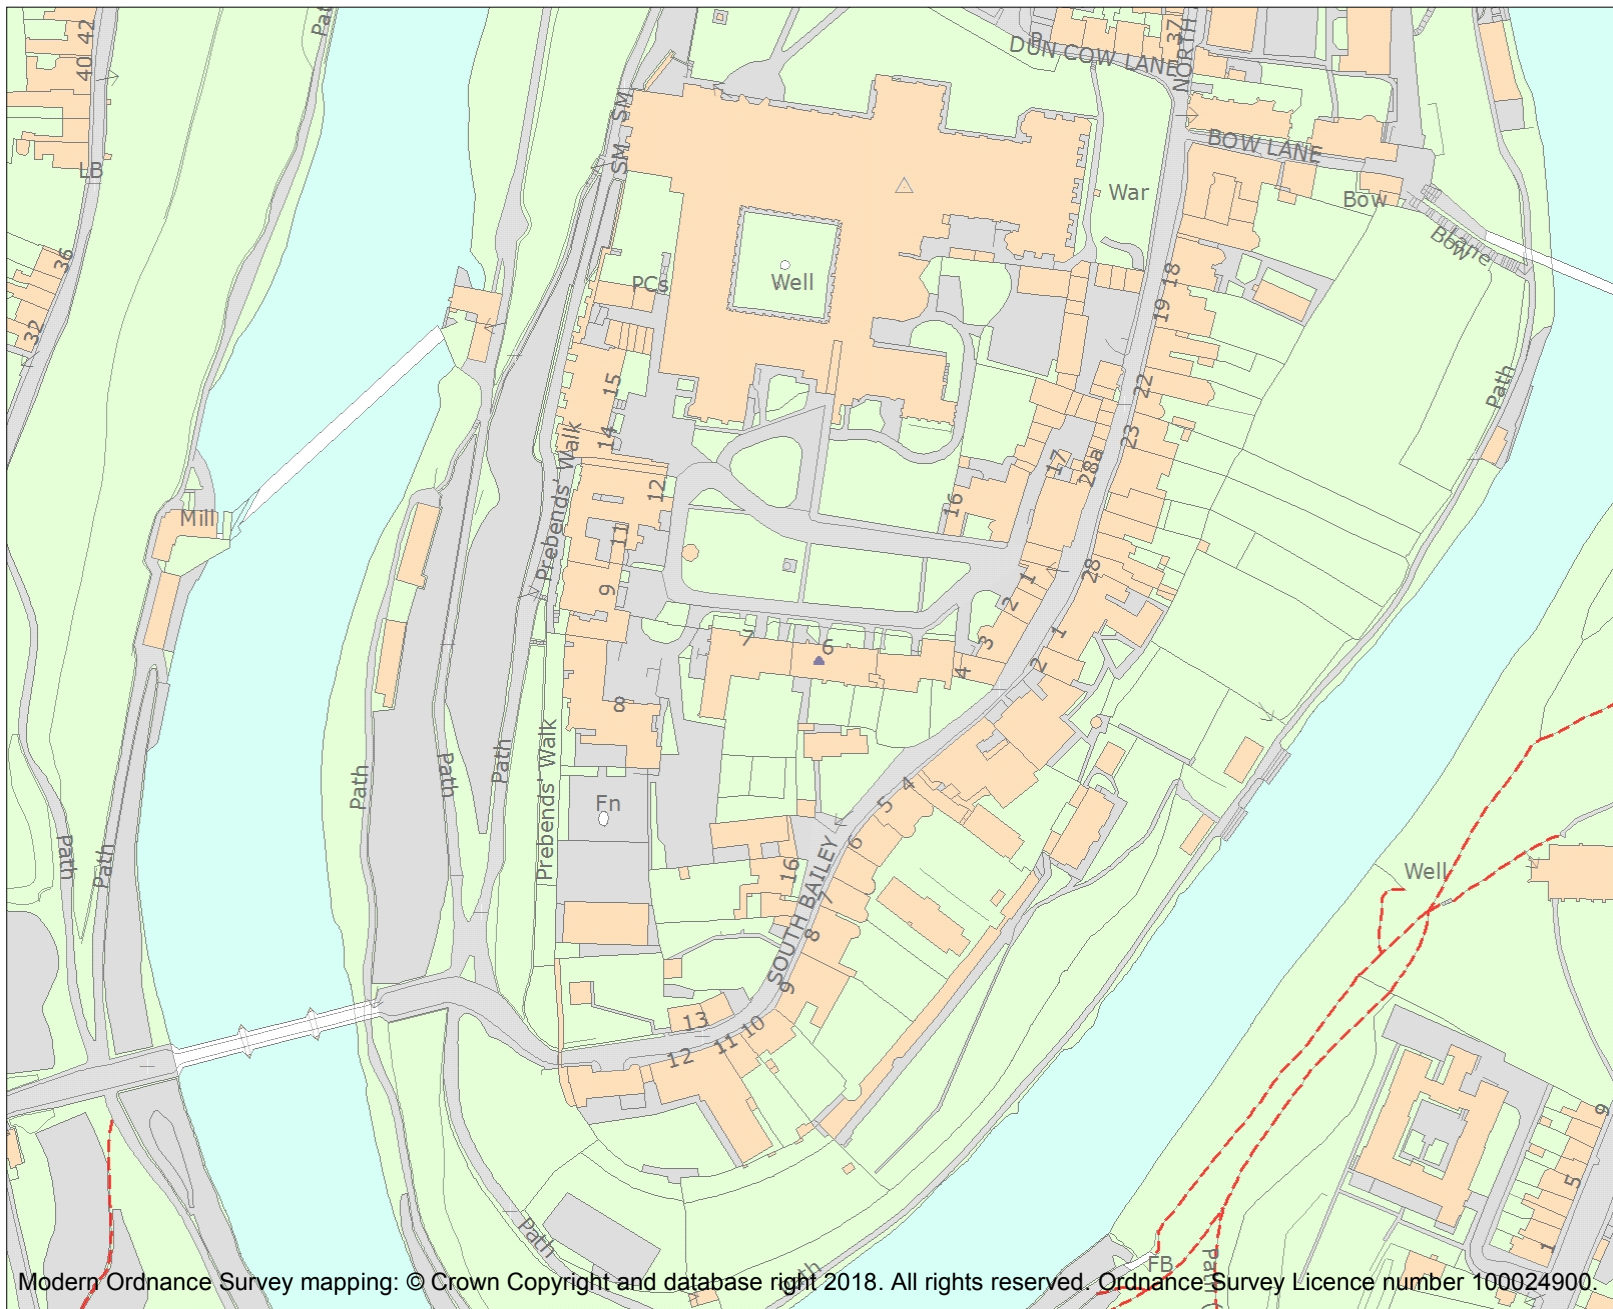 42
Path
37
DUN COW LANE
NORTH
40
SM
BOW LANE
SM
LB
War
Bow
Bow
36
18
PCs
Well
19
32
15
22
Path
14
23
Prebends' Walk
17
28a
12
16
Mill
11
28
9
1
2
1
7
6
3
4
2
8
Prebends' Walk
Path
Path
Path
4
5
Fn
6
Path
Path
16
Well
7
SOUTH BAILEY
8
9
13
10
11
12
9
5
Path
1
FB
Modern Ordnance Survey mapping: © Crown Copyright and database right 2018. All rights reserved. Ordnance Survey Licence number 100024900.